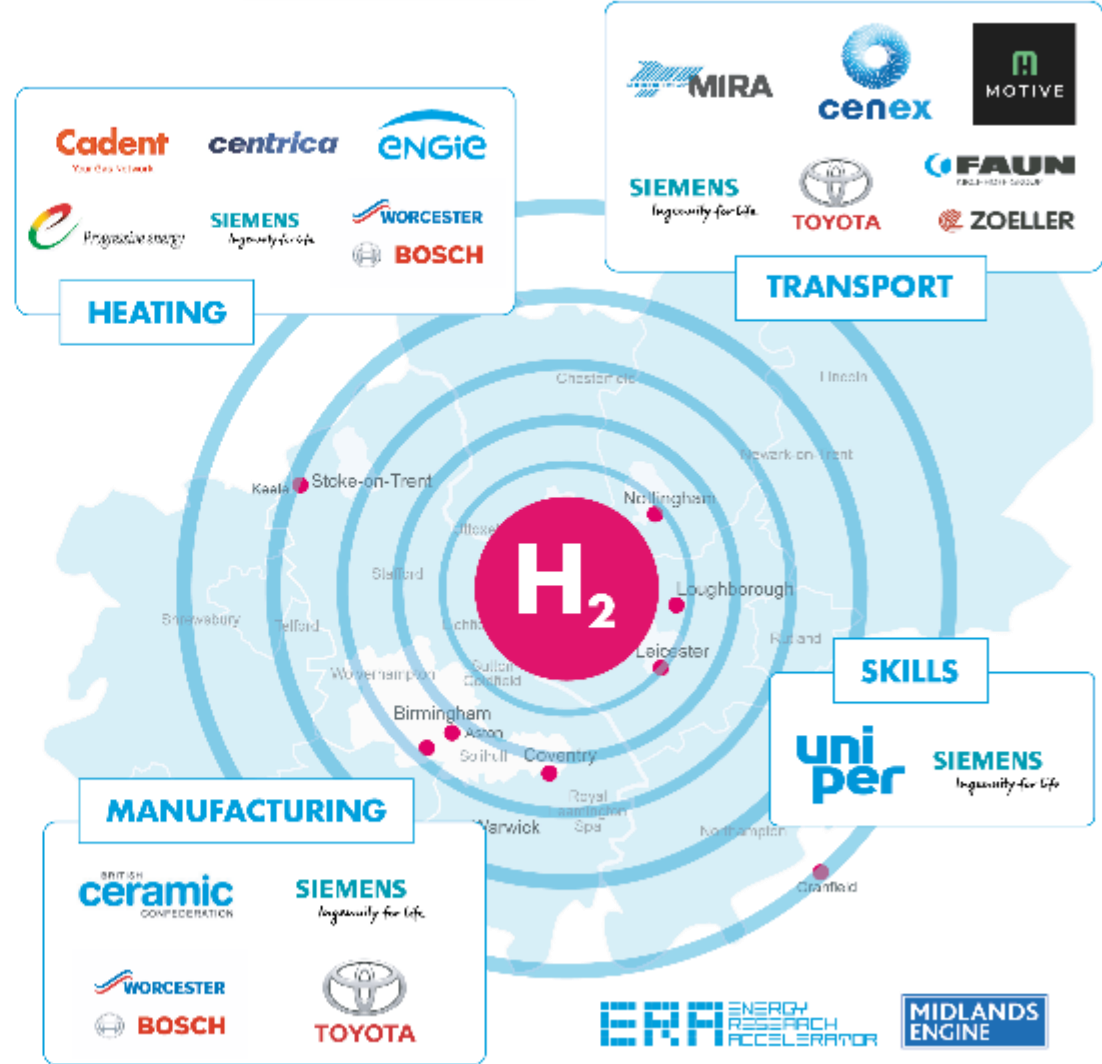 Cadent
Your Gas Network
centrica
ENGIE
Progressive energy
SIEMENS
Ingenuity for life
WORCESTER
BOSCH
HEATING
MIRA
cenex
MOTIVE
SIEMENS
Ingenuity for life
TOYOTA
FAUN
ZOELLER
TRANSPORT
Chesterfield
Lincoln
Newark-on-Trent
Keele
Stoke-on-Trent
Nottingham
Stafford
H2
Loughborough
Shrewsbury
Telford
Rutland
Leicester
Wolverhampton
Sutton
Coldfield
Birmingham
Aston
Solihull
Coventry
Royal
Leamington
Spa
Warwick
Northampton
Cranfield
SKILLS
uni
per
SIEMENS
Ingenuity for life
MANUFACTURING
BRITISH
ceramic
CONFEDERATION
SIEMENS
Ingenuity for life
WORCESTER
BOSCH
TOYOTA
ERA
ENERGY
RESEARCH
ACCELERATOR
MIDLANDS
ENGINE